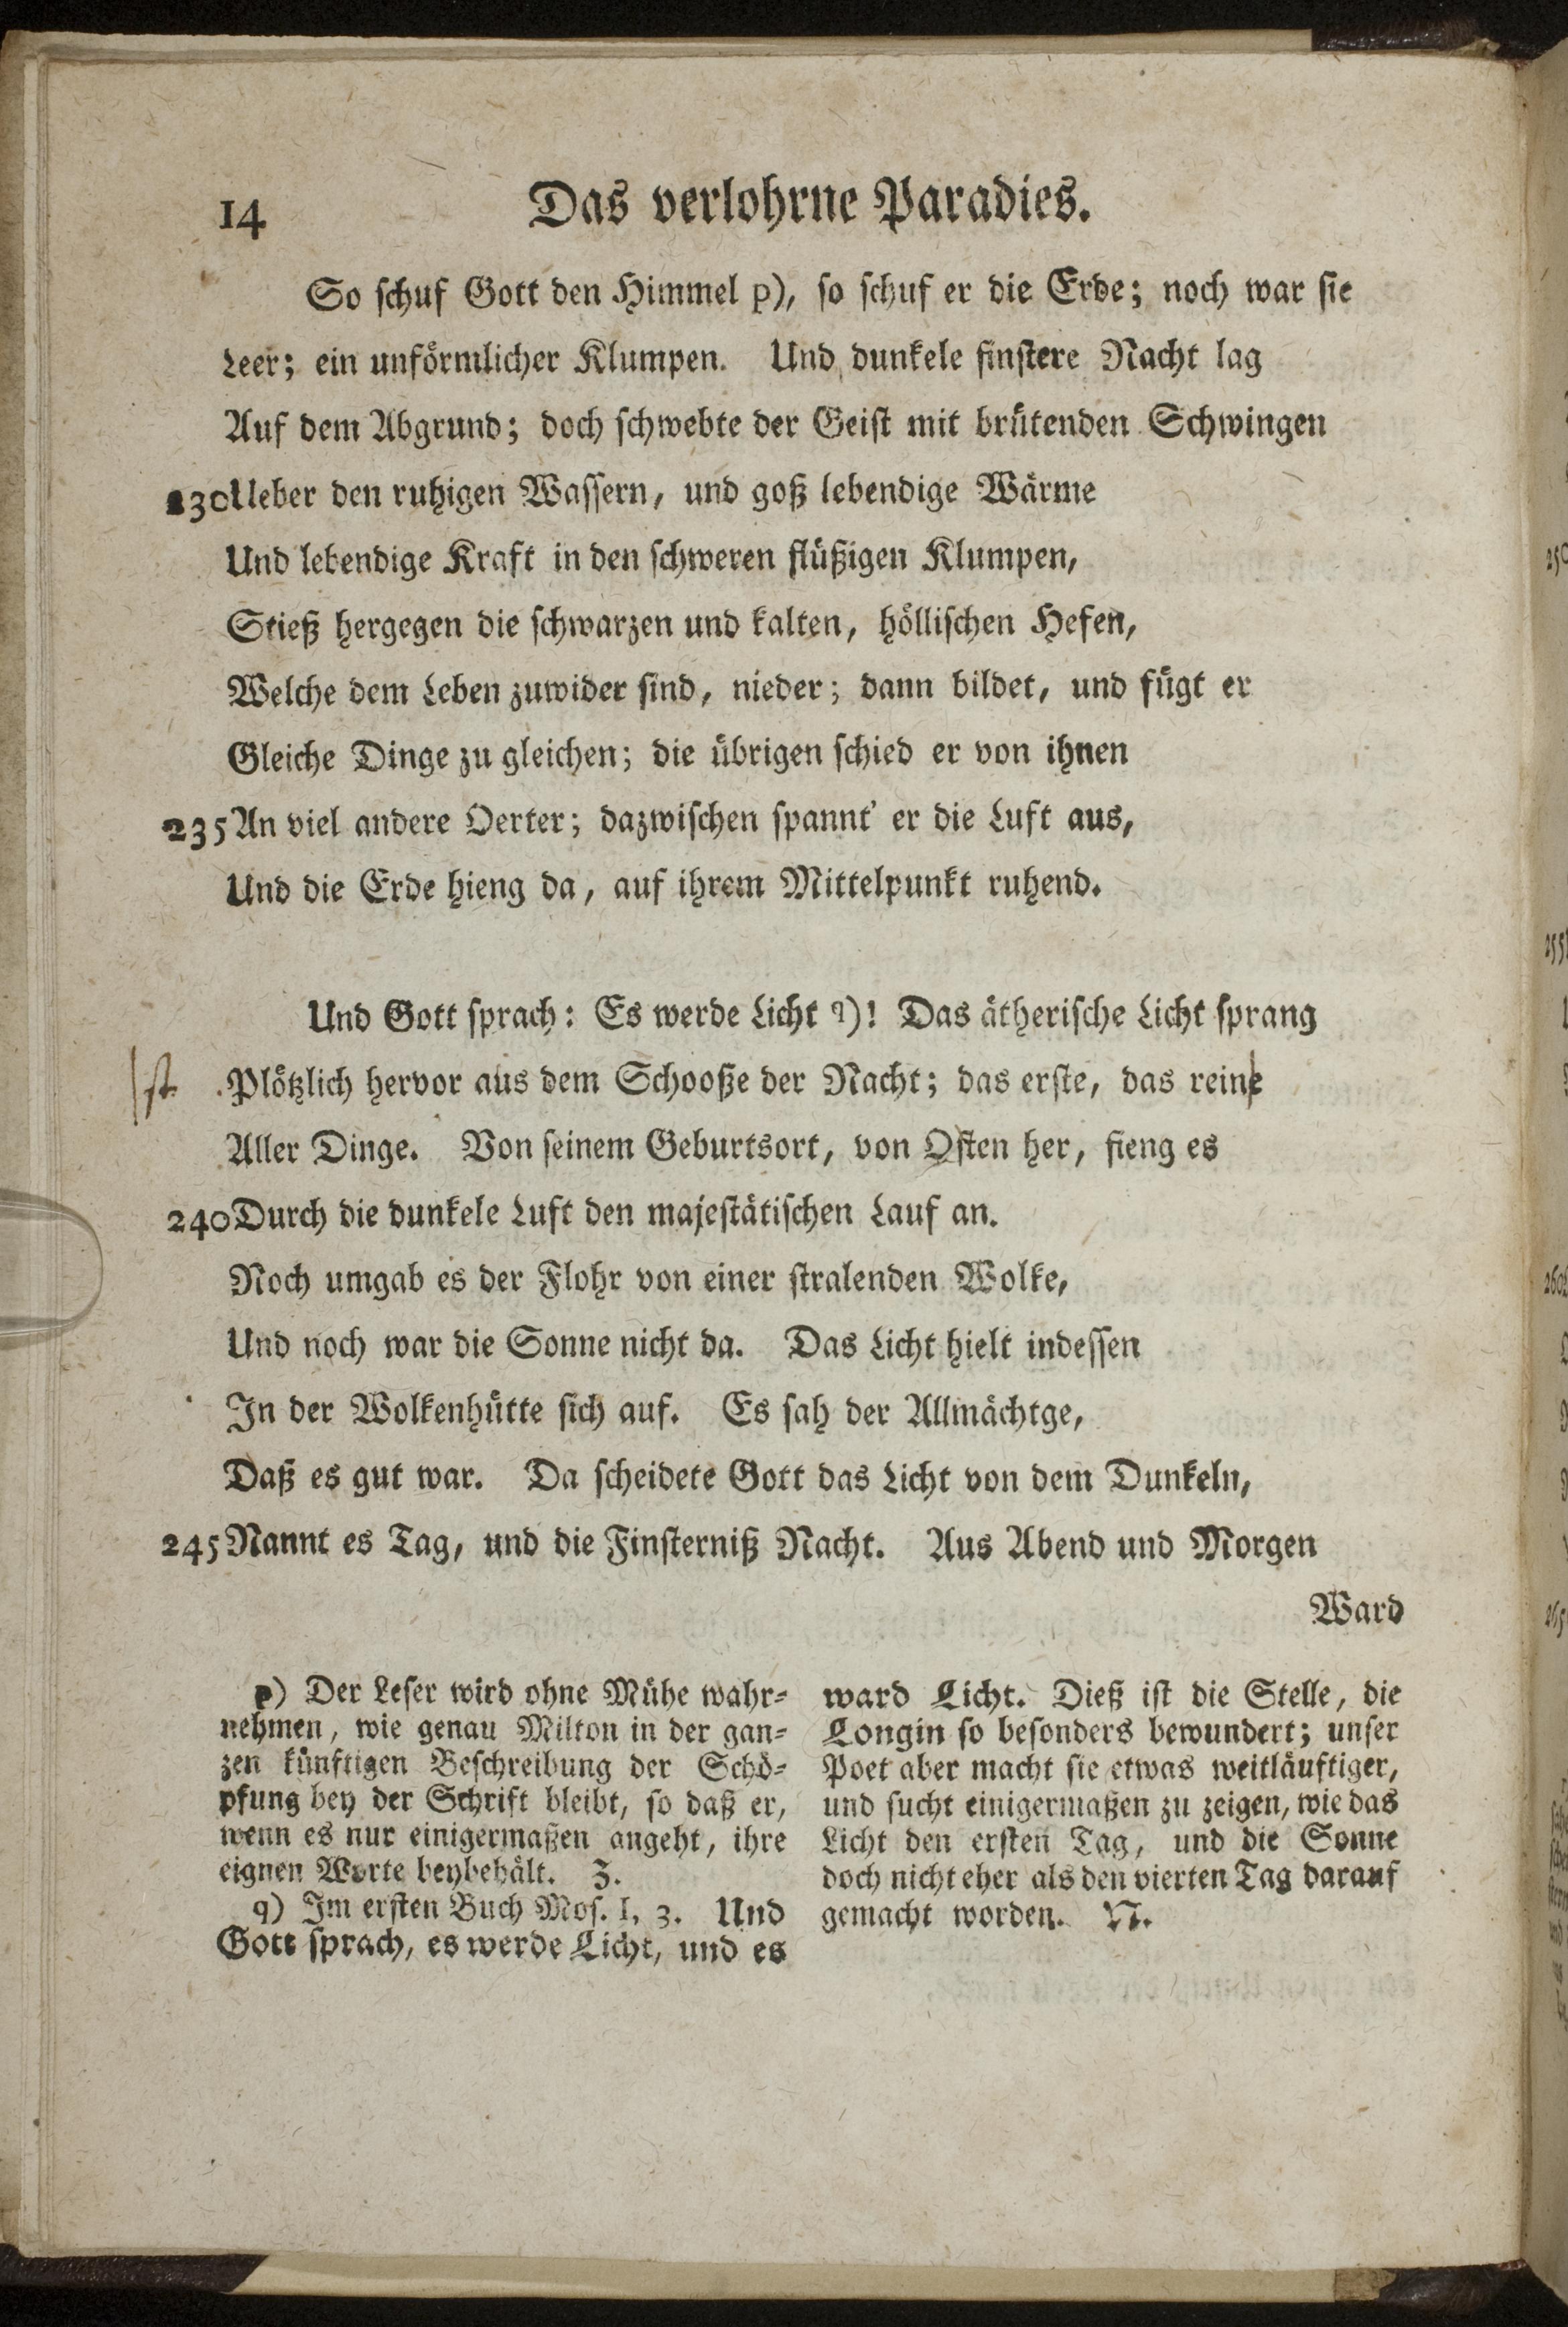 14 Das verlohrne Paradies.
So schuf Gott den Himmel p), so schuf er die Erde; noch war sie
Leer; ein unförmlicher Klumpen. Und dunkele finstere Nacht lag
Auf dem Abgrund; doch schwebte der Geist mit brütenden Schwingen
230 Ueber den ruhigen Wassern, und goß lebendige Wärme
Und lebendige Kraft in den schweren flüßigen Klumpen,
Stieß hergegen die schwarzen und kalten, höllischen Hefen,
Welche dem Leben zuwider sind, nieder; dann bildet, und fügt er
Gleiche Dinge zu gleichen; die übrigen schied er von ihnen
235 An viel andere Oerter; dazwischen spannt' er die Luft aus,
Und die Erde hieng da, auf ihrem Mittelpunkt ruhend.
Und Gott sprach: Es werde Licht q)! Das ätherische Licht sprang
st Plötzlich hervor aus dem Schooße der Nacht; das erste, das reine
Aller Dinge. Von seinem Geburtsort, von Osten her, fieng es
240 Durch die dunkele Luft den majestätischen Lauf an.
Noch umgab es der Flohr von einer stralenden Wolke,
Und noch war die Sonne nicht da. Das Licht hielt indessen
In der Wolkenhütte sich auf. Es sah der Allmächtge,
Daß es gut war. Da scheidete Gott das Licht von dem Dunkeln,
245 Nannt es Tag, und die Finsterniß Nacht. Aus Abend und Morgen
Ward
p) Der Leser wird ohne Mühe wahr-
nehmen, wie genau Milton in der gan-
zen künftigen Beschreibung der Schö-
pfung bey der Schrift bleibt, so daß er,
wenn es nur einigermaßen angeht, ihre
eignen Worte beybehält. Z.
q) Im ersten Buch Mos. I, 3. Und
Gott sprach, es werde Licht, und es
ward Licht. Dieß ist die Stelle, die
Longin so besonders bewundert; unser
Poet aber macht sie etwas weitläuftiger,
und sucht einigermaßen zu zeigen, wie das
Licht den ersten Tag, und die Sonne
doch nicht eher als den vierten Tag darauf
gemacht worden. N.